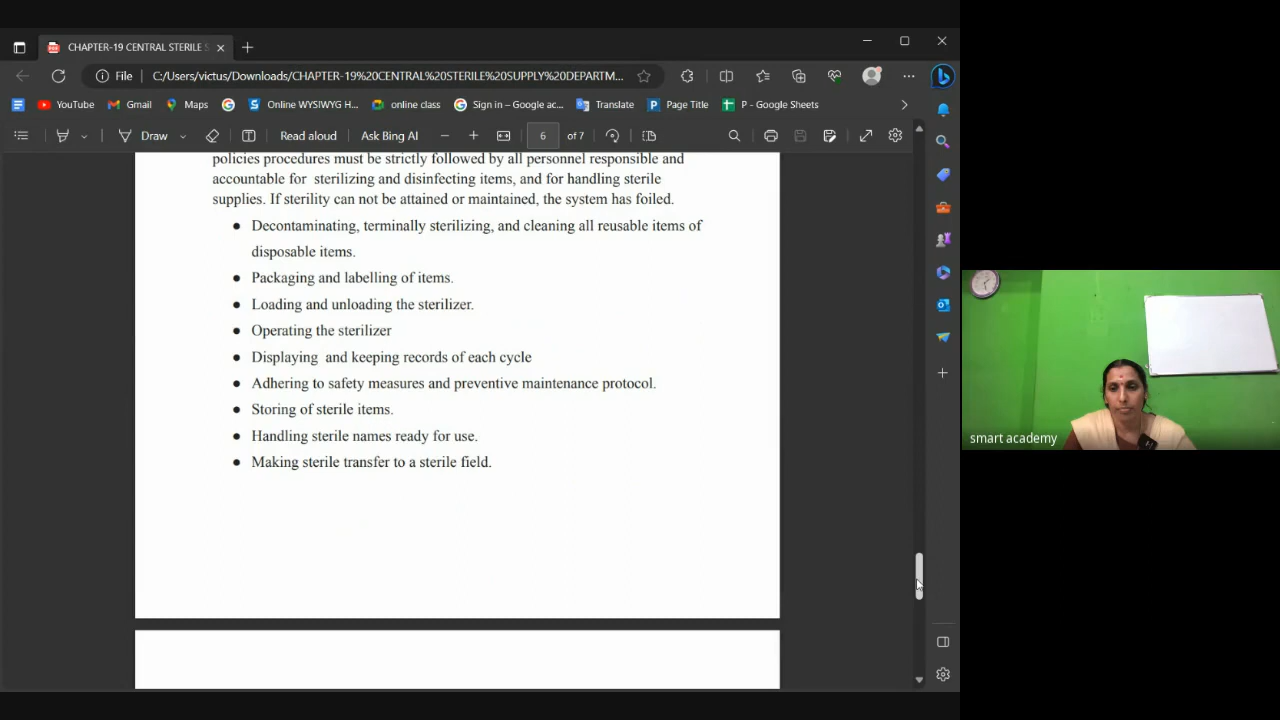 CHAPTER-19 CENTRAL STERILE S
File C:/Users/victus/Downloads/CHAPTER-19%20CENTRAL%20STERILE%20SUPPLY%20DEPARTM...
YouTube Gmail Maps Online WYSIWYG H... online class Sign in – Google ac... Translate Page Title P - Google Sheets
Draw Read aloud Ask Bing AI 6 of 7
policies procedures must be strictly followed by all personnel responsible and
accountable for sterilizing and disinfecting items, and for handling sterile
supplies. If sterility can not be attained or maintained, the system has foiled.
● Decontaminating, terminally sterilizing, and cleaning all reusable items of
disposable items.
● Packaging and labelling of items.
● Loading and unloading the sterilizer.
● Operating the sterilizer
● Displaying and keeping records of each cycle
● Adhering to safety measures and preventive maintenance protocol.
● Storing of sterile items.
● Handling sterile names ready for use.
● Making sterile transfer to a sterile field.
smart academy